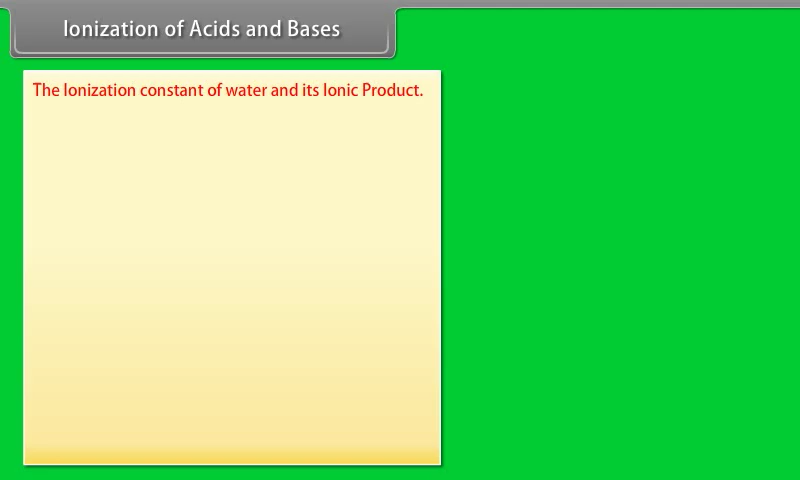 Ionization of Acids and Bases
The Ionization constant of water and its Ionic Product.